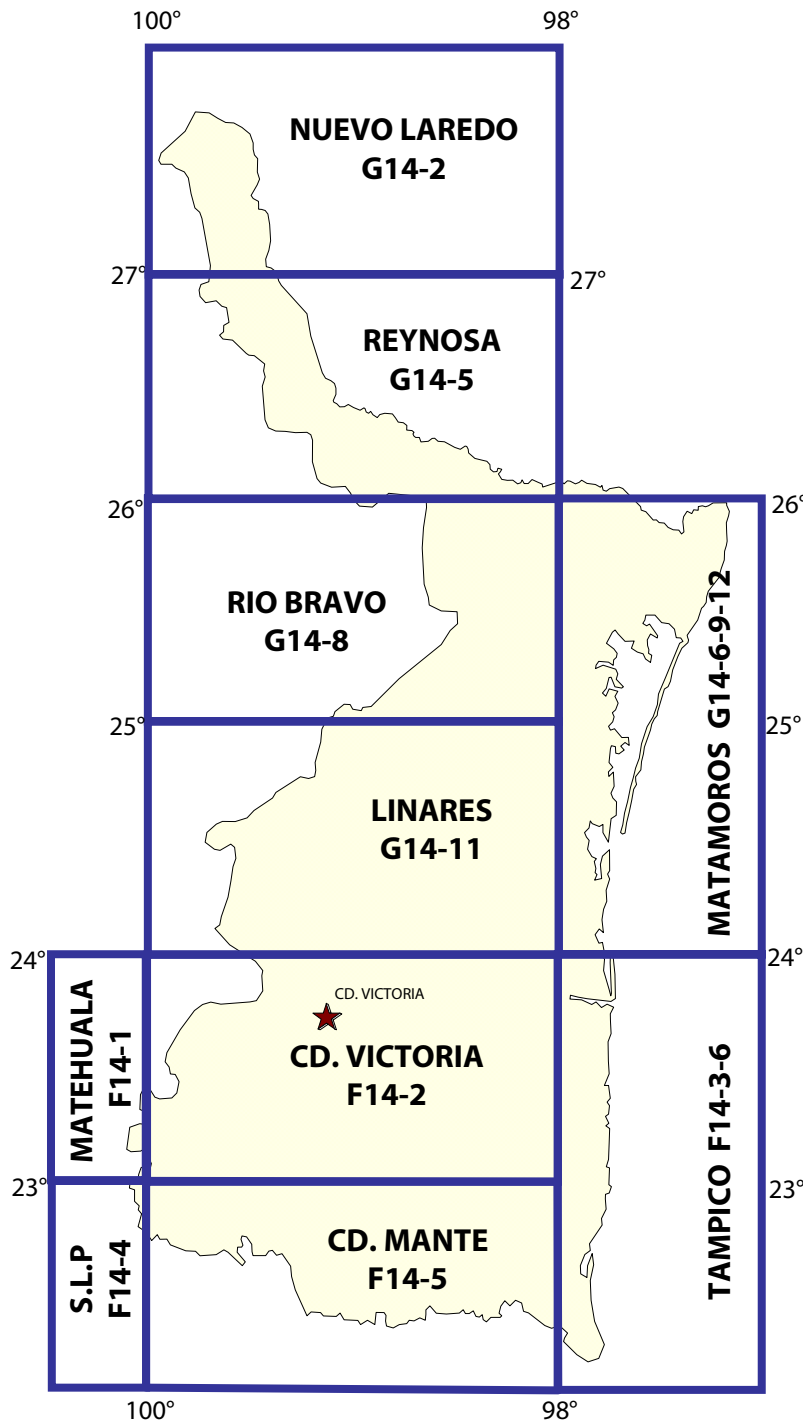 100°
98°
NUEVO LAREDO
G14-2
27°
27°
REYNOSA
G14-5
26°
26°
RIO BRAVO
G14-8
MATAMOROS G14-6-9-12
25°
25°
LINARES
G14-11
24°
24°
MATEHUALA
F14-1
CD. VICTORIA
CD. VICTORIA
F14-2
TAMPICO F14-3-6
23°
23°
S.L.P
F14-4
CD. MANTE
F14-5
100°
98°